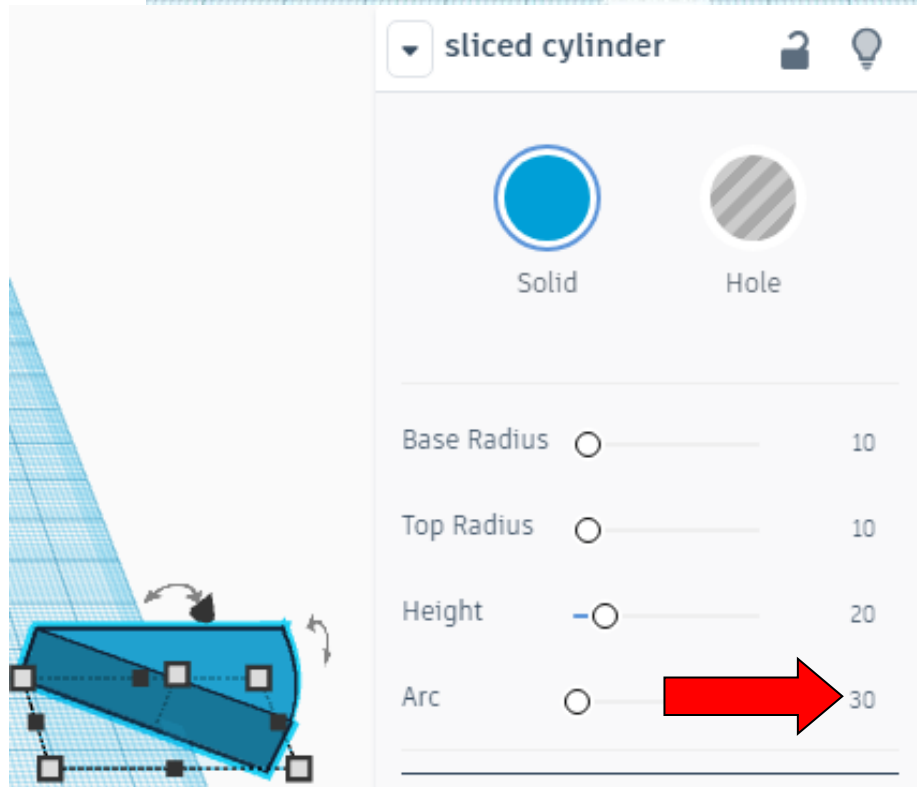 sliced cylinder
Solid Hole
Base Radius 10
Top Radius 10
Height 20
Arc 30